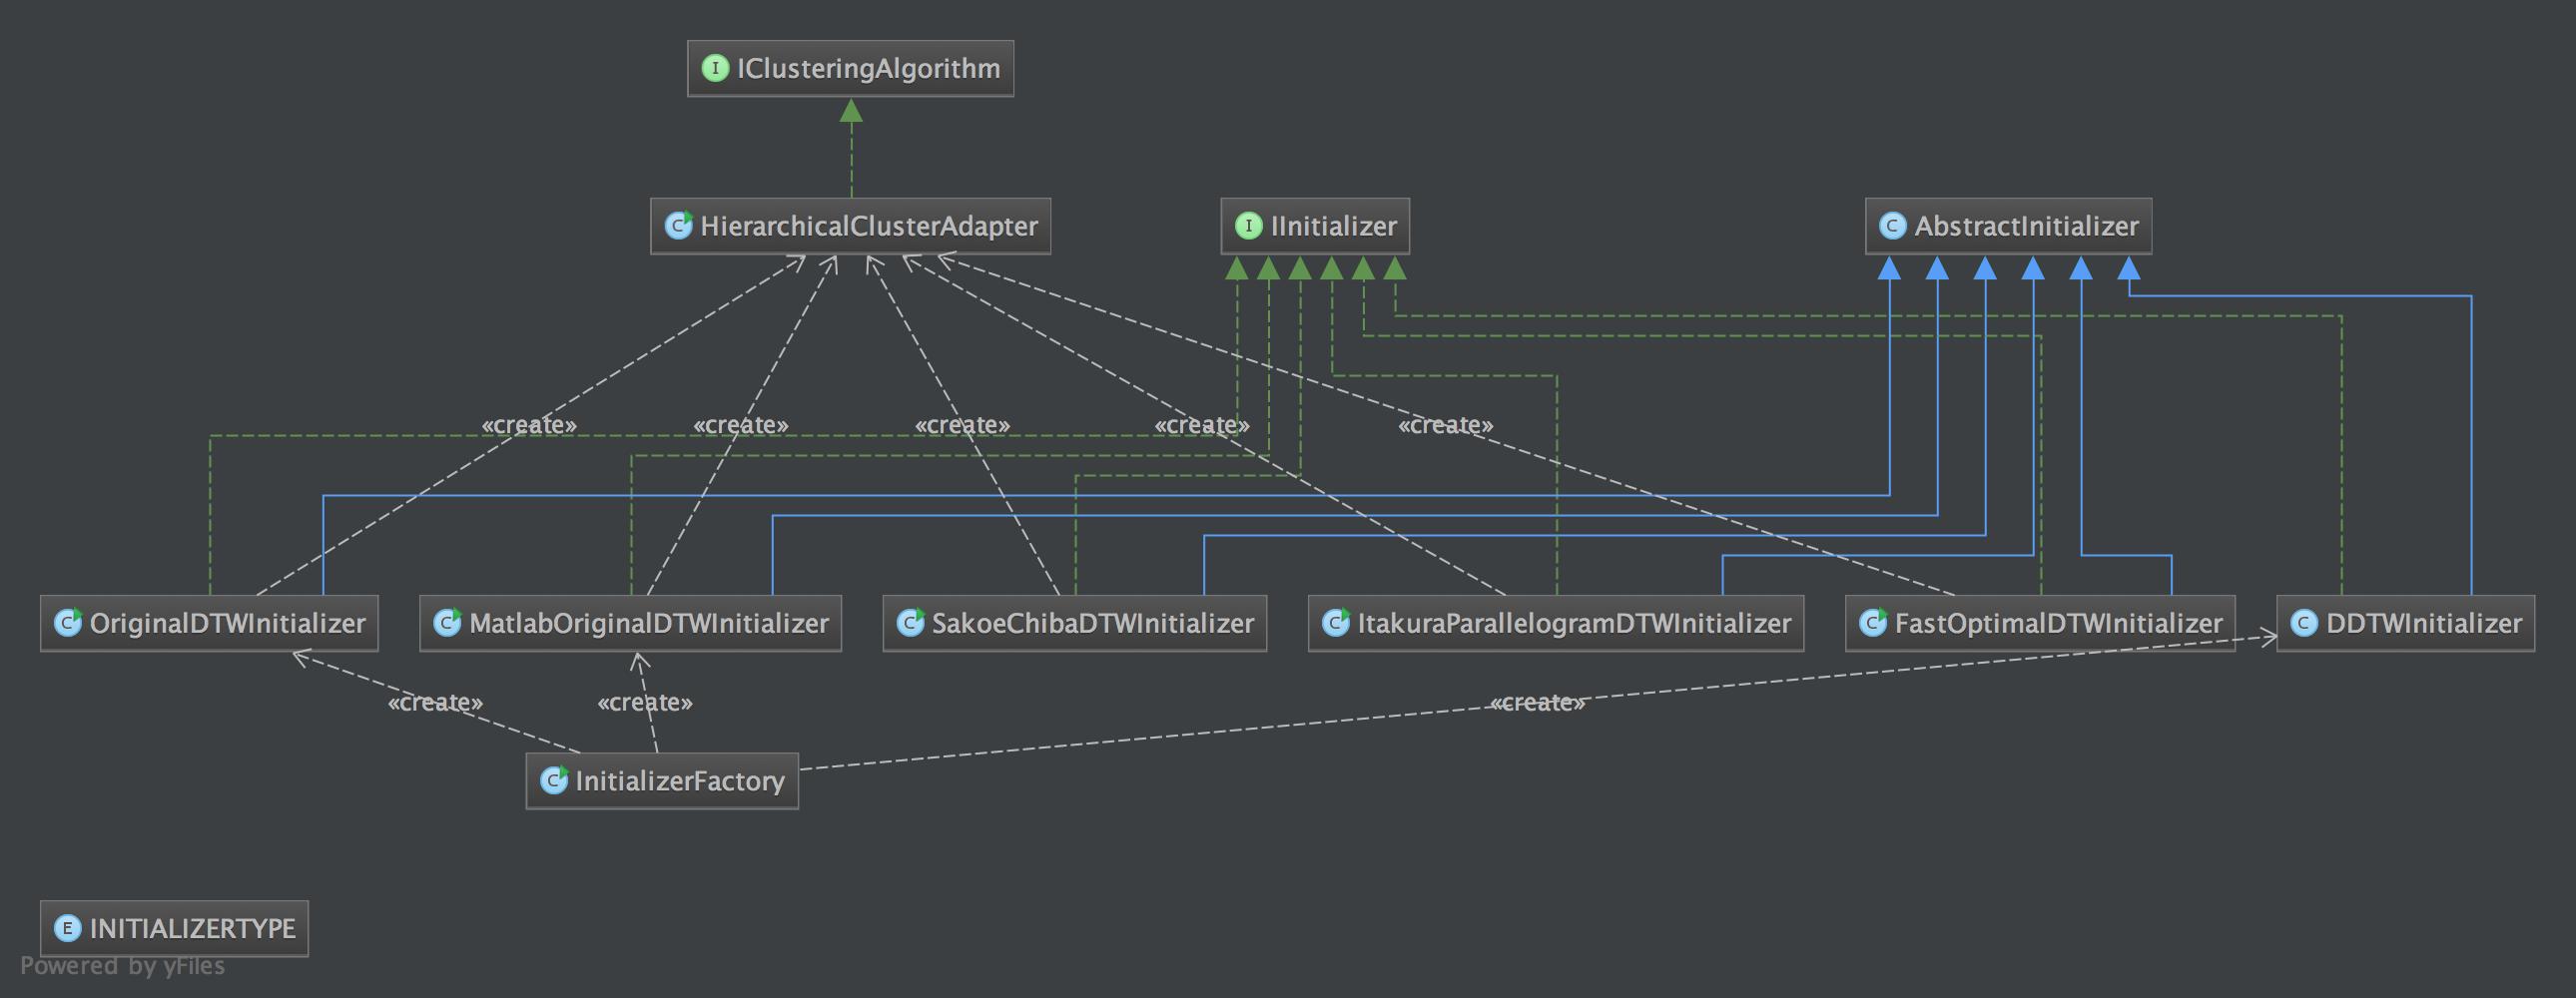 I IClusteringAlgorithm
C HierarchicalClusterAdapter
I IInitializer
C AbstractInitializer
«create» «create» «create» «create» «create»
C OriginalDTWInitializer
C MatlabOriginalDTWInitializer
C SakoeChibaDTWInitializer
C ItakuraParallelogramDTWInitializer
C FastOptimalDTWInitializer
C DDTWInitializer
«create» «create» «create»
C InitializerFactory
E INITIALIZERTYPE
Powered by yFiles